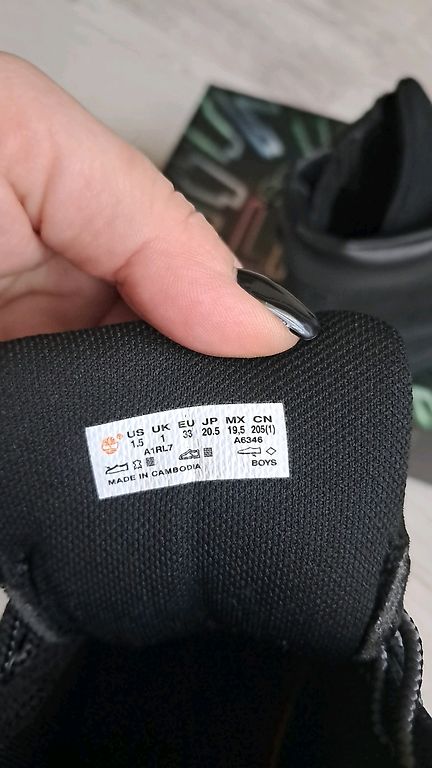 US UK EU JP MX CN
1.5 1 33 20.5 19,5 205(1)
A1RL7 A6346
BOYS
MADE IN CAMBODIA